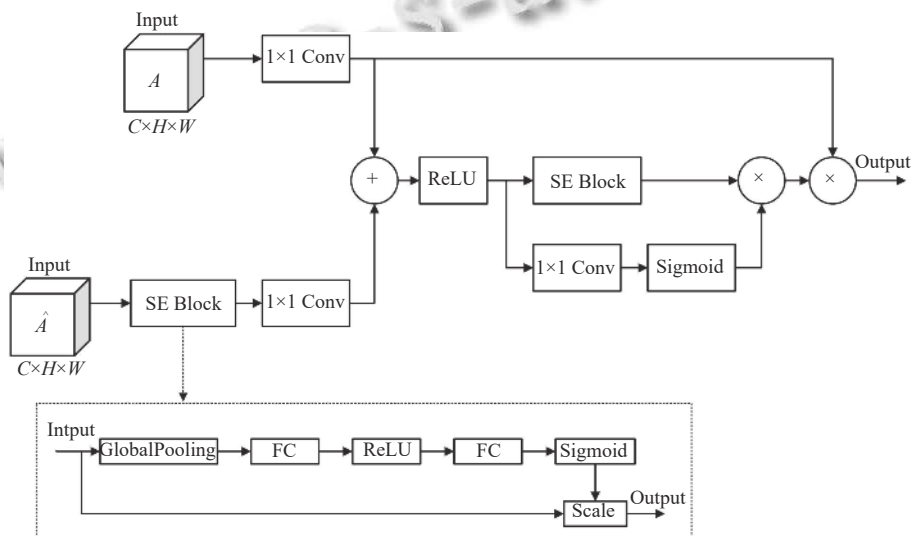 Input
A
C×H×W
1×1 Conv
+
ReLU
SE Block
×
×
Output
1×1 Conv
Sigmoid
Input
Â
C×H×W
SE Block
1×1 Conv
Intput
GlobalPooling
FC
ReLU
FC
Sigmoid
Scale
Output